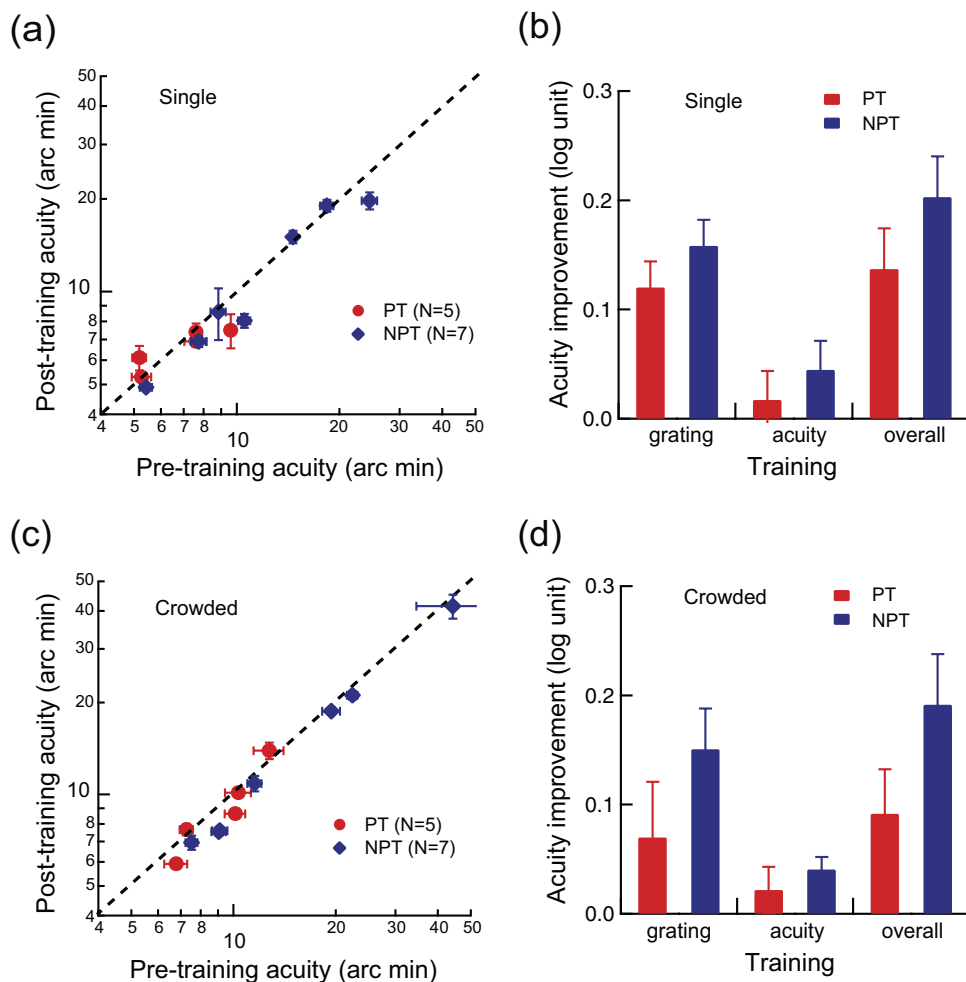 (a)
Single
Post-training acuity (arc min)
50
40
30
20
10
8
7
6
5
4
4
5
6
7
8
10
20
30
40
50
PT (N=5)
NPT (N=7)
Pre-training acuity (arc min)
(b)
Single
PT
NPT
Acuity improvement (log unit)
0.3
0.2
0.1
0.0
grating
acuity
overall
Training
(c)
Crowded
Post-training acuity (arc min)
50
40
30
20
10
8
7
6
5
4
4
5
6
7
8
10
20
30
40
50
PT (N=5)
NPT (N=7)
Pre-training acuity (arc min)
(d)
Crowded
PT
NPT
Acuity improvement (log unit)
0.3
0.2
0.1
0.0
grating
acuity
overall
Training